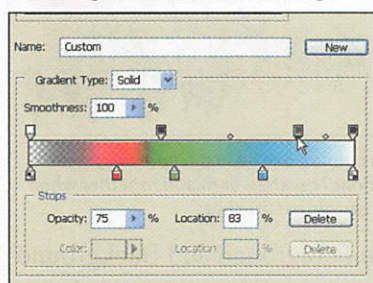 Name: Custom New
Gradient Type: Solid
Smoothness: 100 %
Stops
Opacity: 75 % Location: 83 % Delete
Color: Location: % Delete